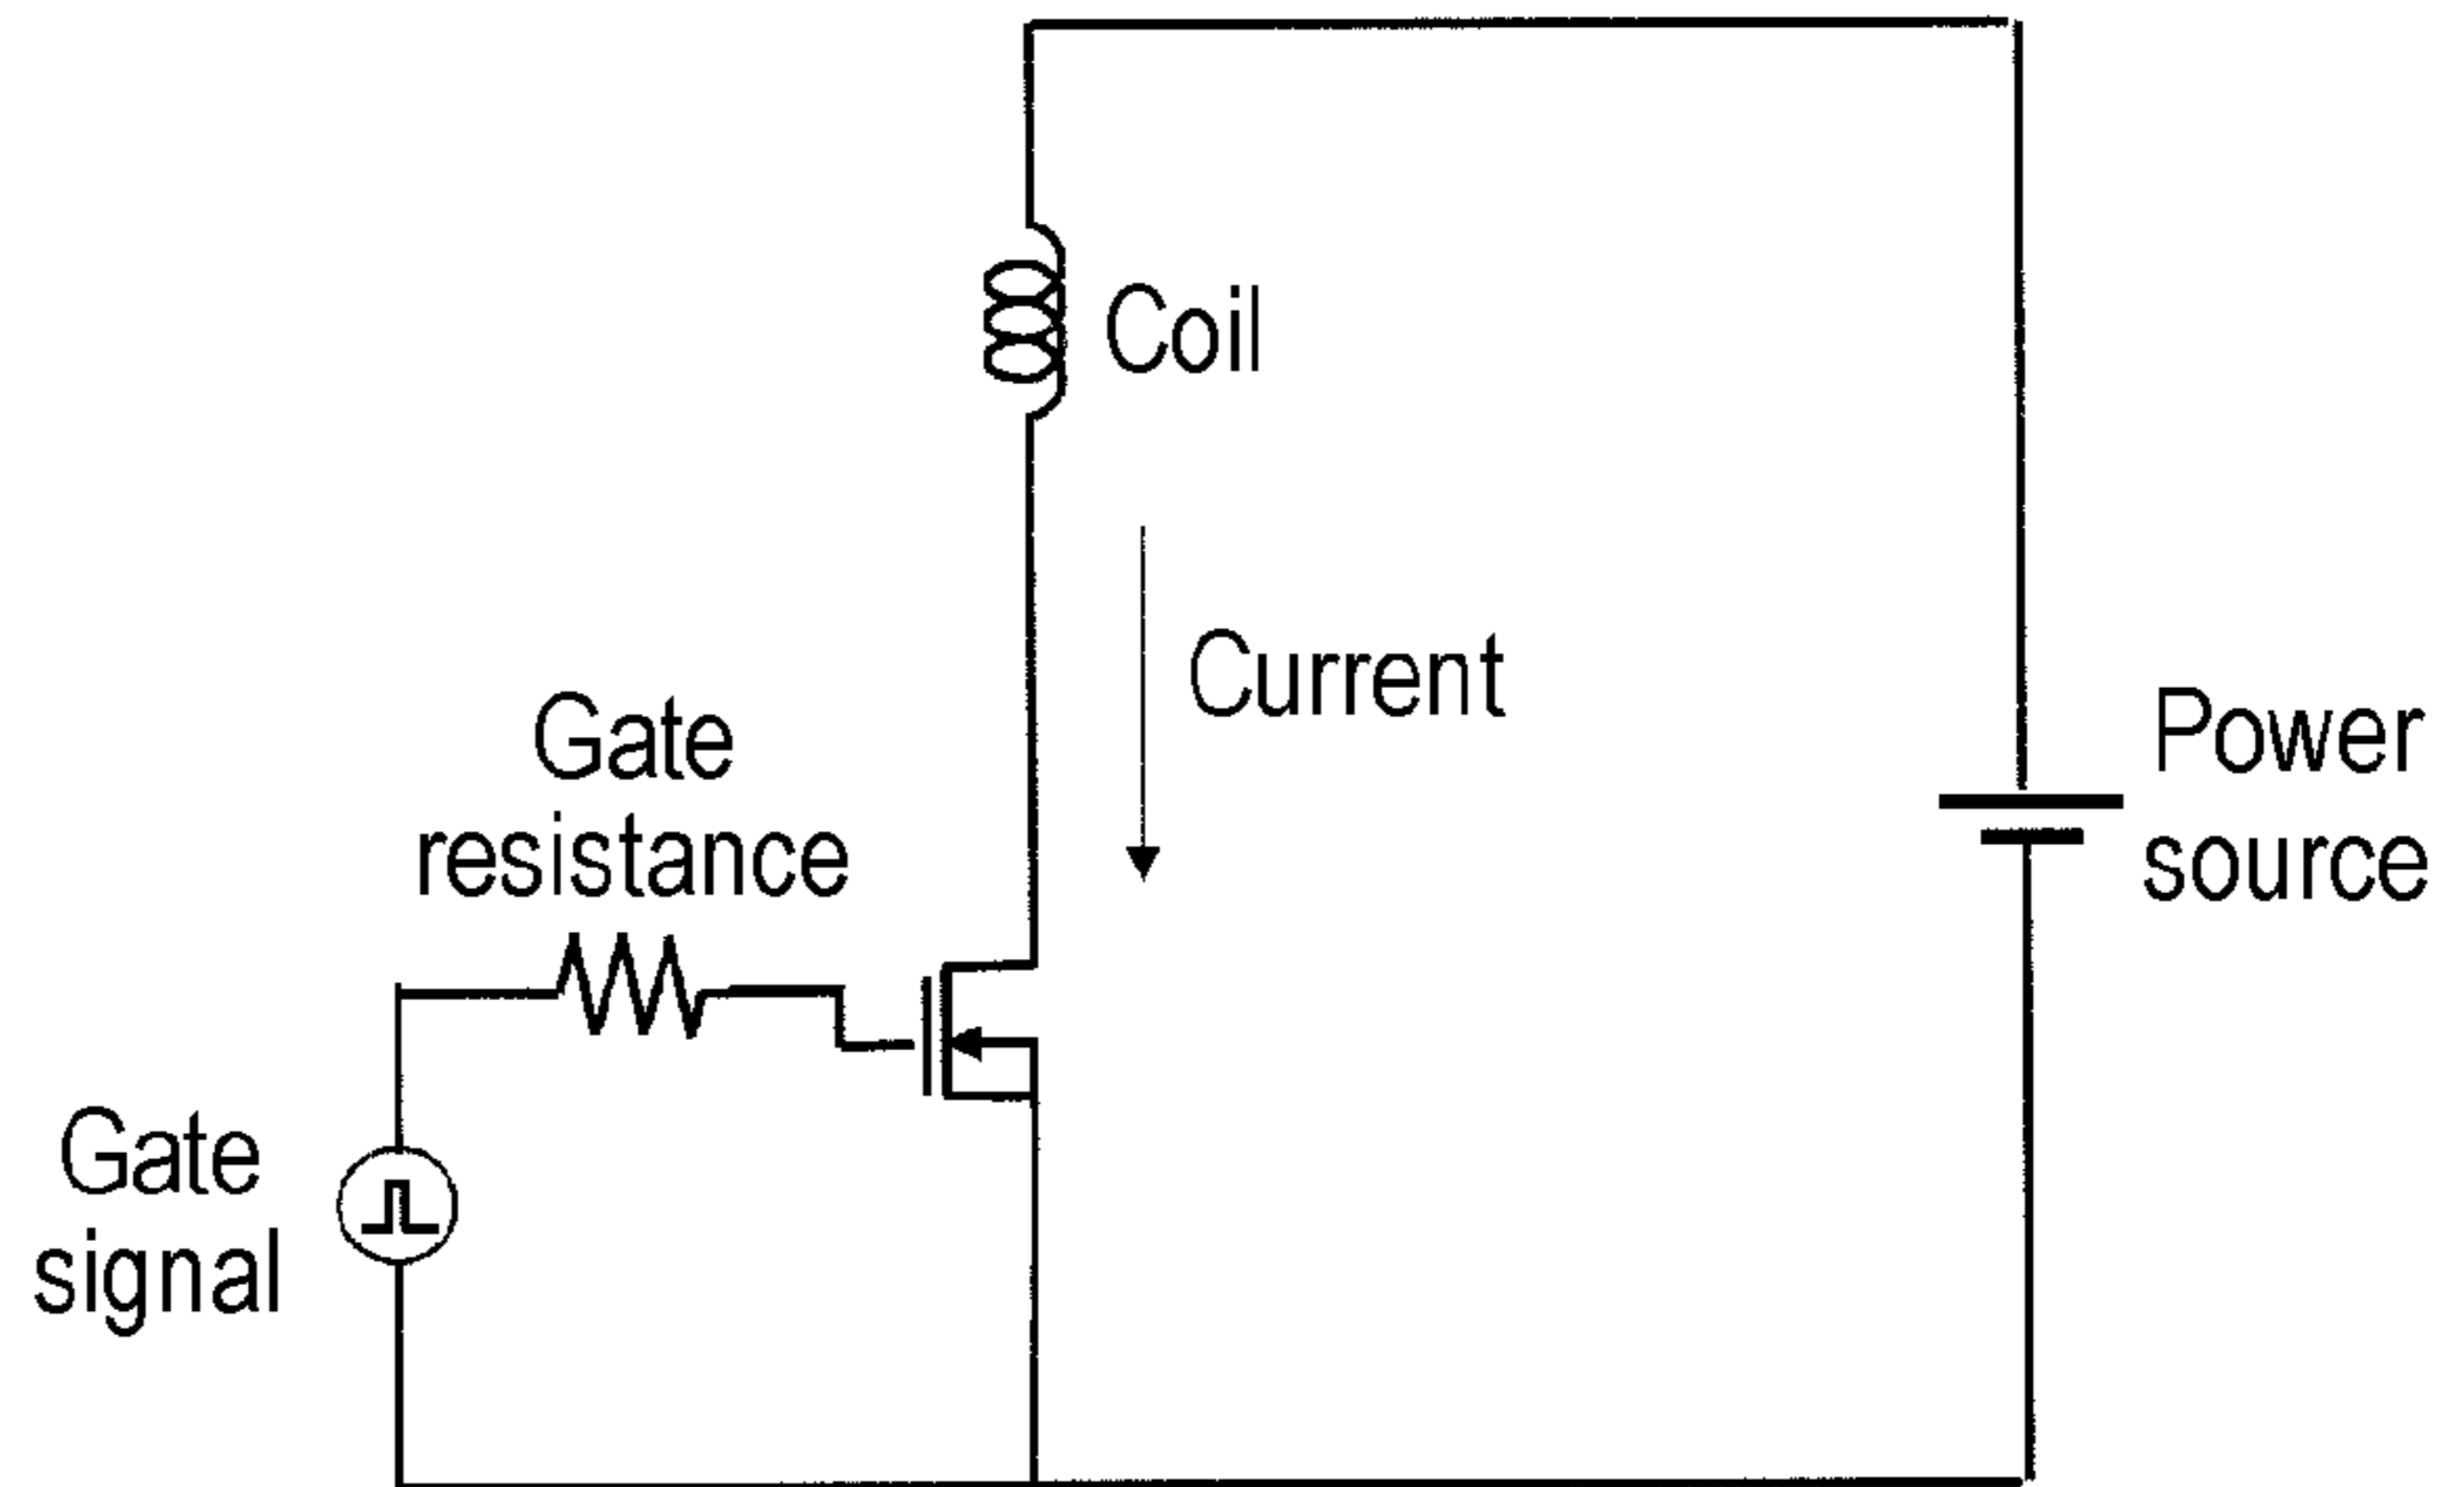 Coil
Current
Gate
resistance
Power
source
Gate
signal